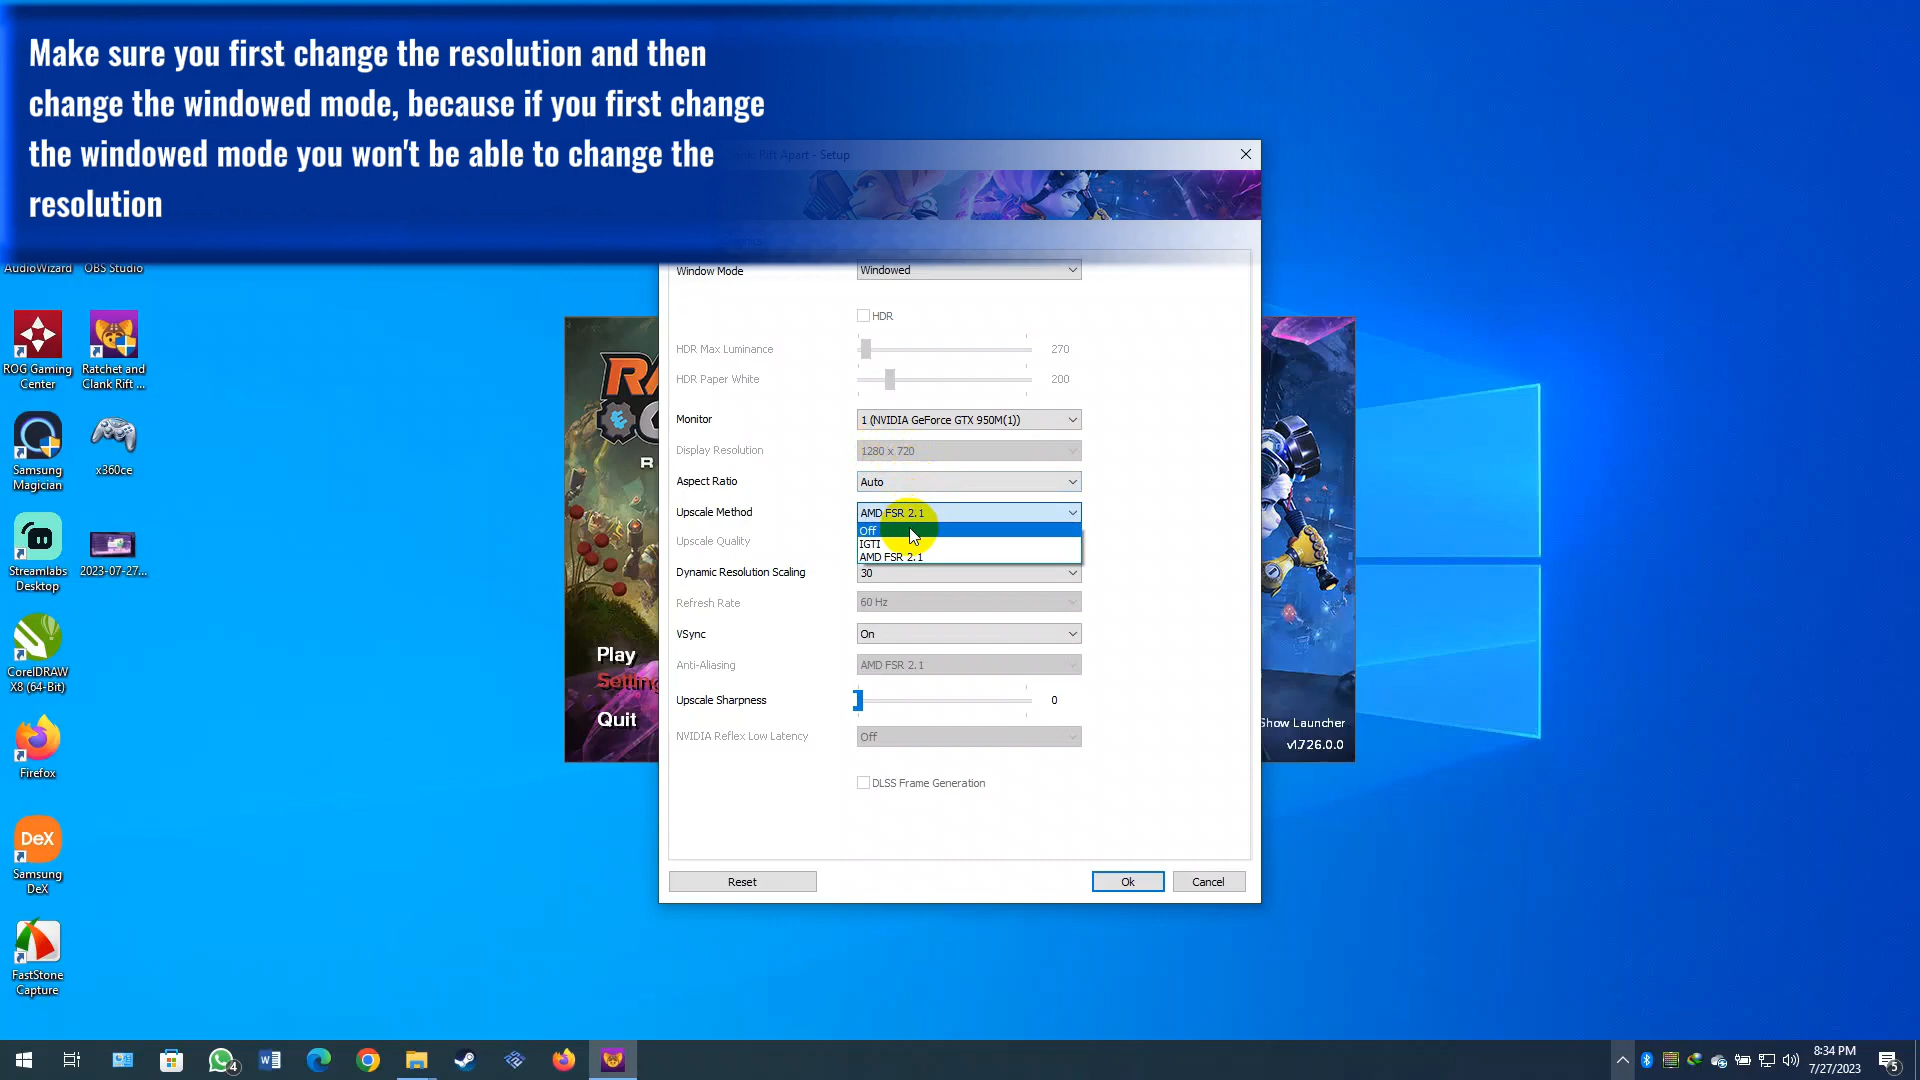 Make sure you first change the resolution and then
change the windowed mode, because if you first change
the windowed mode you won't be able to change the
resolution
Rift Apart - Setup
AudioWizard
OBS Studio
Window Mode
Windowed
HDR
HDR Max Luminance
270
HDR Paper White
200
Monitor
1 (NVIDIA GeForce GTX 950M(1))
Display Resolution
1280 x 720
Aspect Ratio
Auto
Upscale Method
AMD FSR 2.1
Off
IGTI
AMD FSR 2.1
Upscale Quality
Dynamic Resolution Scaling
30
Refresh Rate
60 Hz
VSync
On
Anti-Aliasing
AMD FSR 2.1
Upscale Sharpness
0
NVIDIA Reflex Low Latency
Off
DLSS Frame Generation
Reset
Ok
Cancel
Play
Setting
Quit
Show Launcher
v1.726.0.0
ROG Gaming
Center
Ratchet and
Clank Rift ...
Samsung
Magician
x360ce
Streamlabs
Desktop
2023-07-27...
CorelDRAW
X8 (64-Bit)
Firefox
DeX
Samsung
DeX
FastStone
Capture
4
8:34 PM
7/27/2023
5